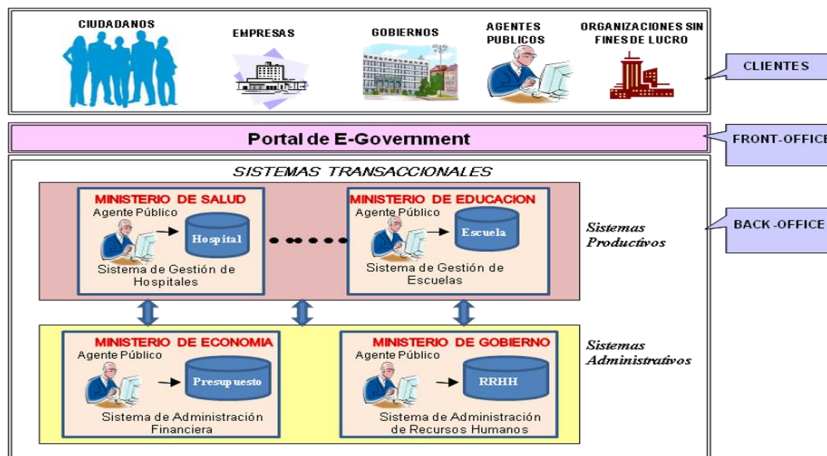 CIUDADANOS
EMPRESAS
GOBIERNOS
AGENTES
PUBLICOS
ORGANIZACIONES SIN
FINES DE LUCRO
CLIENTES
Portal de E-Government
FRONT-OFFICE
SISTEMAS TRANSACCIONALES
MINISTERIO DE SALUD
Agente Público
Hospital
Sistema de Gestión de
Hospitales
MINISTERIO DE EDUCACION
Agente Público
Escuela
Sistema de Gestión de
Escuelas
Sistemas
Productivos
BACK-OFFICE
MINISTERIO DE ECONOMIA
Agente Público
Presupuesto
Sistema de Administración
Financiera
MINISTERIO DE GOBIERNO
Agente Público
RRHH
Sistema de Administración
de Recursos Humanos
Sistemas
Administrativos